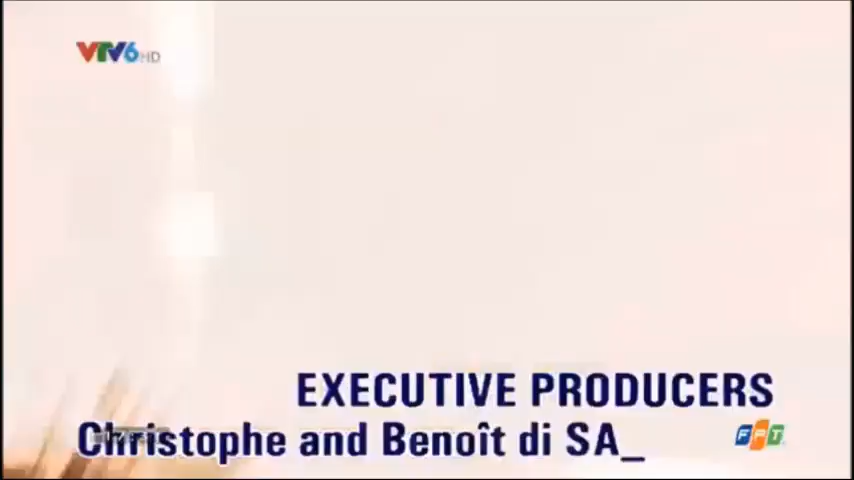 VTV6HD
EXECUTIVE PRODUCERS
Christophe and Benoît di SA_
FPT